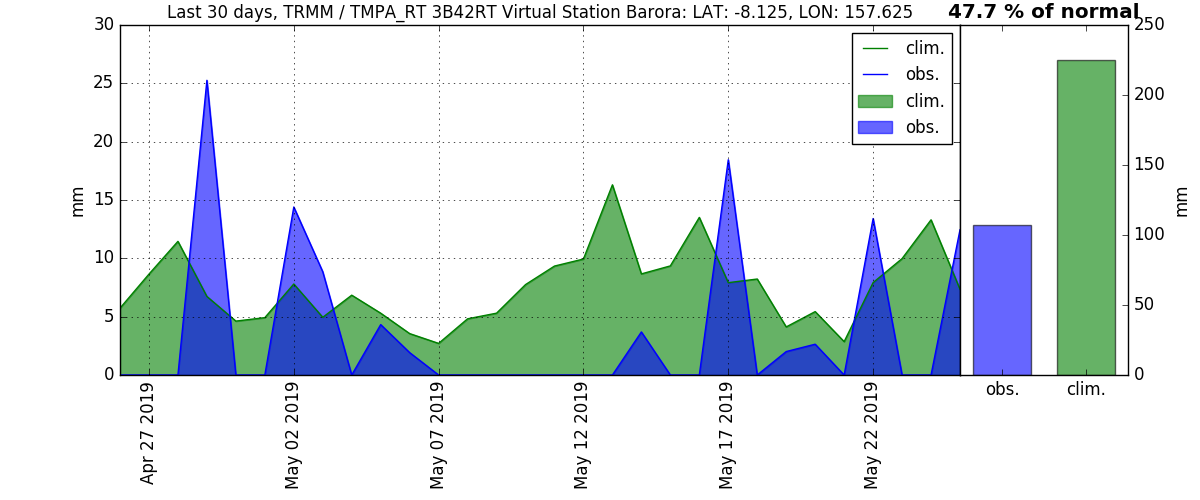 Last 30 days, TRMM / TMPA_RT 3B42RT Virtual Station Barora: LAT: -8.125, LON: 157.625
47.7 % of normal
30
25
20
15
10
5
0
mm
clim.
obs.
clim.
obs.
250
200
150
100
50
0
mm
Apr 27 2019
May 02 2019
May 07 2019
May 12 2019
May 17 2019
May 22 2019
obs.
clim.